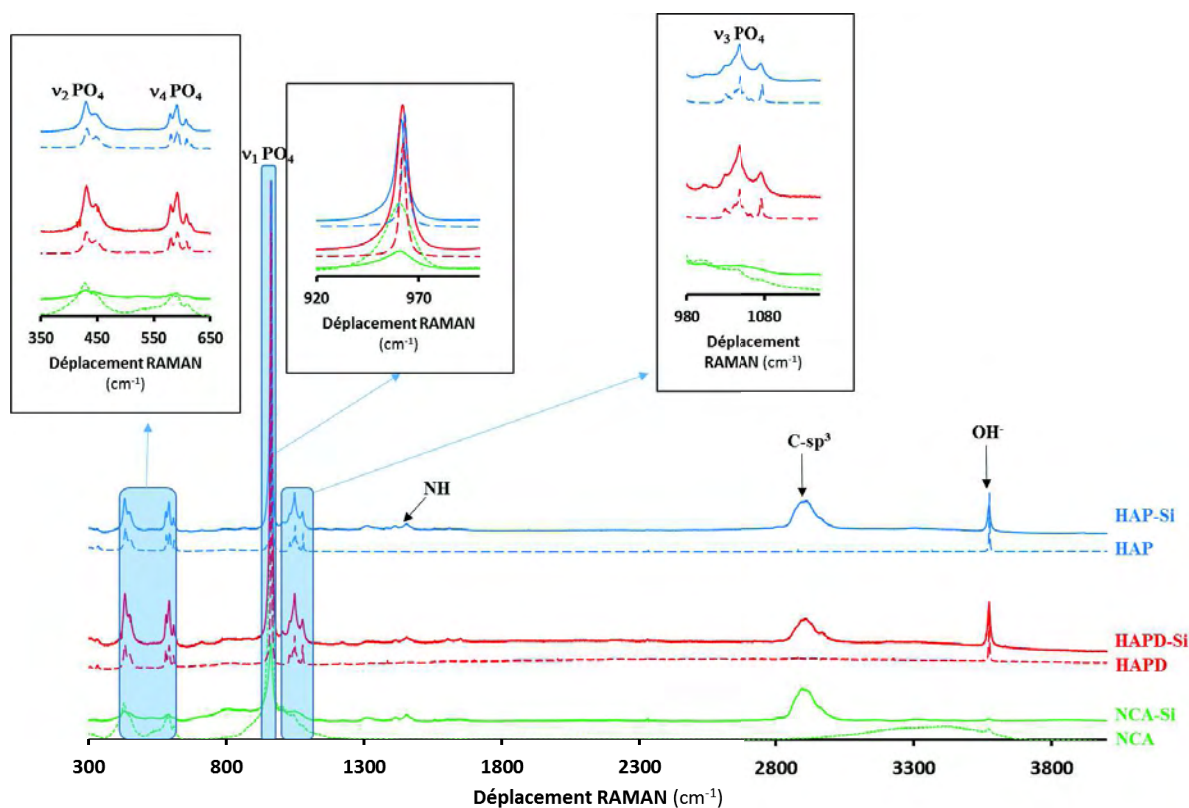 ν₂ PO₄ ν₄ PO₄
350 450 550 650
Déplacement RAMAN
(cm⁻¹)
ν₁ PO₄
920 970
Déplacement RAMAN
(cm⁻¹)
ν₃ PO₄
980 1080
Déplacement
RAMAN (cm⁻¹)
NH
C-sp³
OH⁻
HAP-Si
HAP
HAPD-Si
HAPD
NCA-Si
NCA
300 800 1300 1800 2300 2800 3300 3800
Déplacement RAMAN (cm⁻¹)